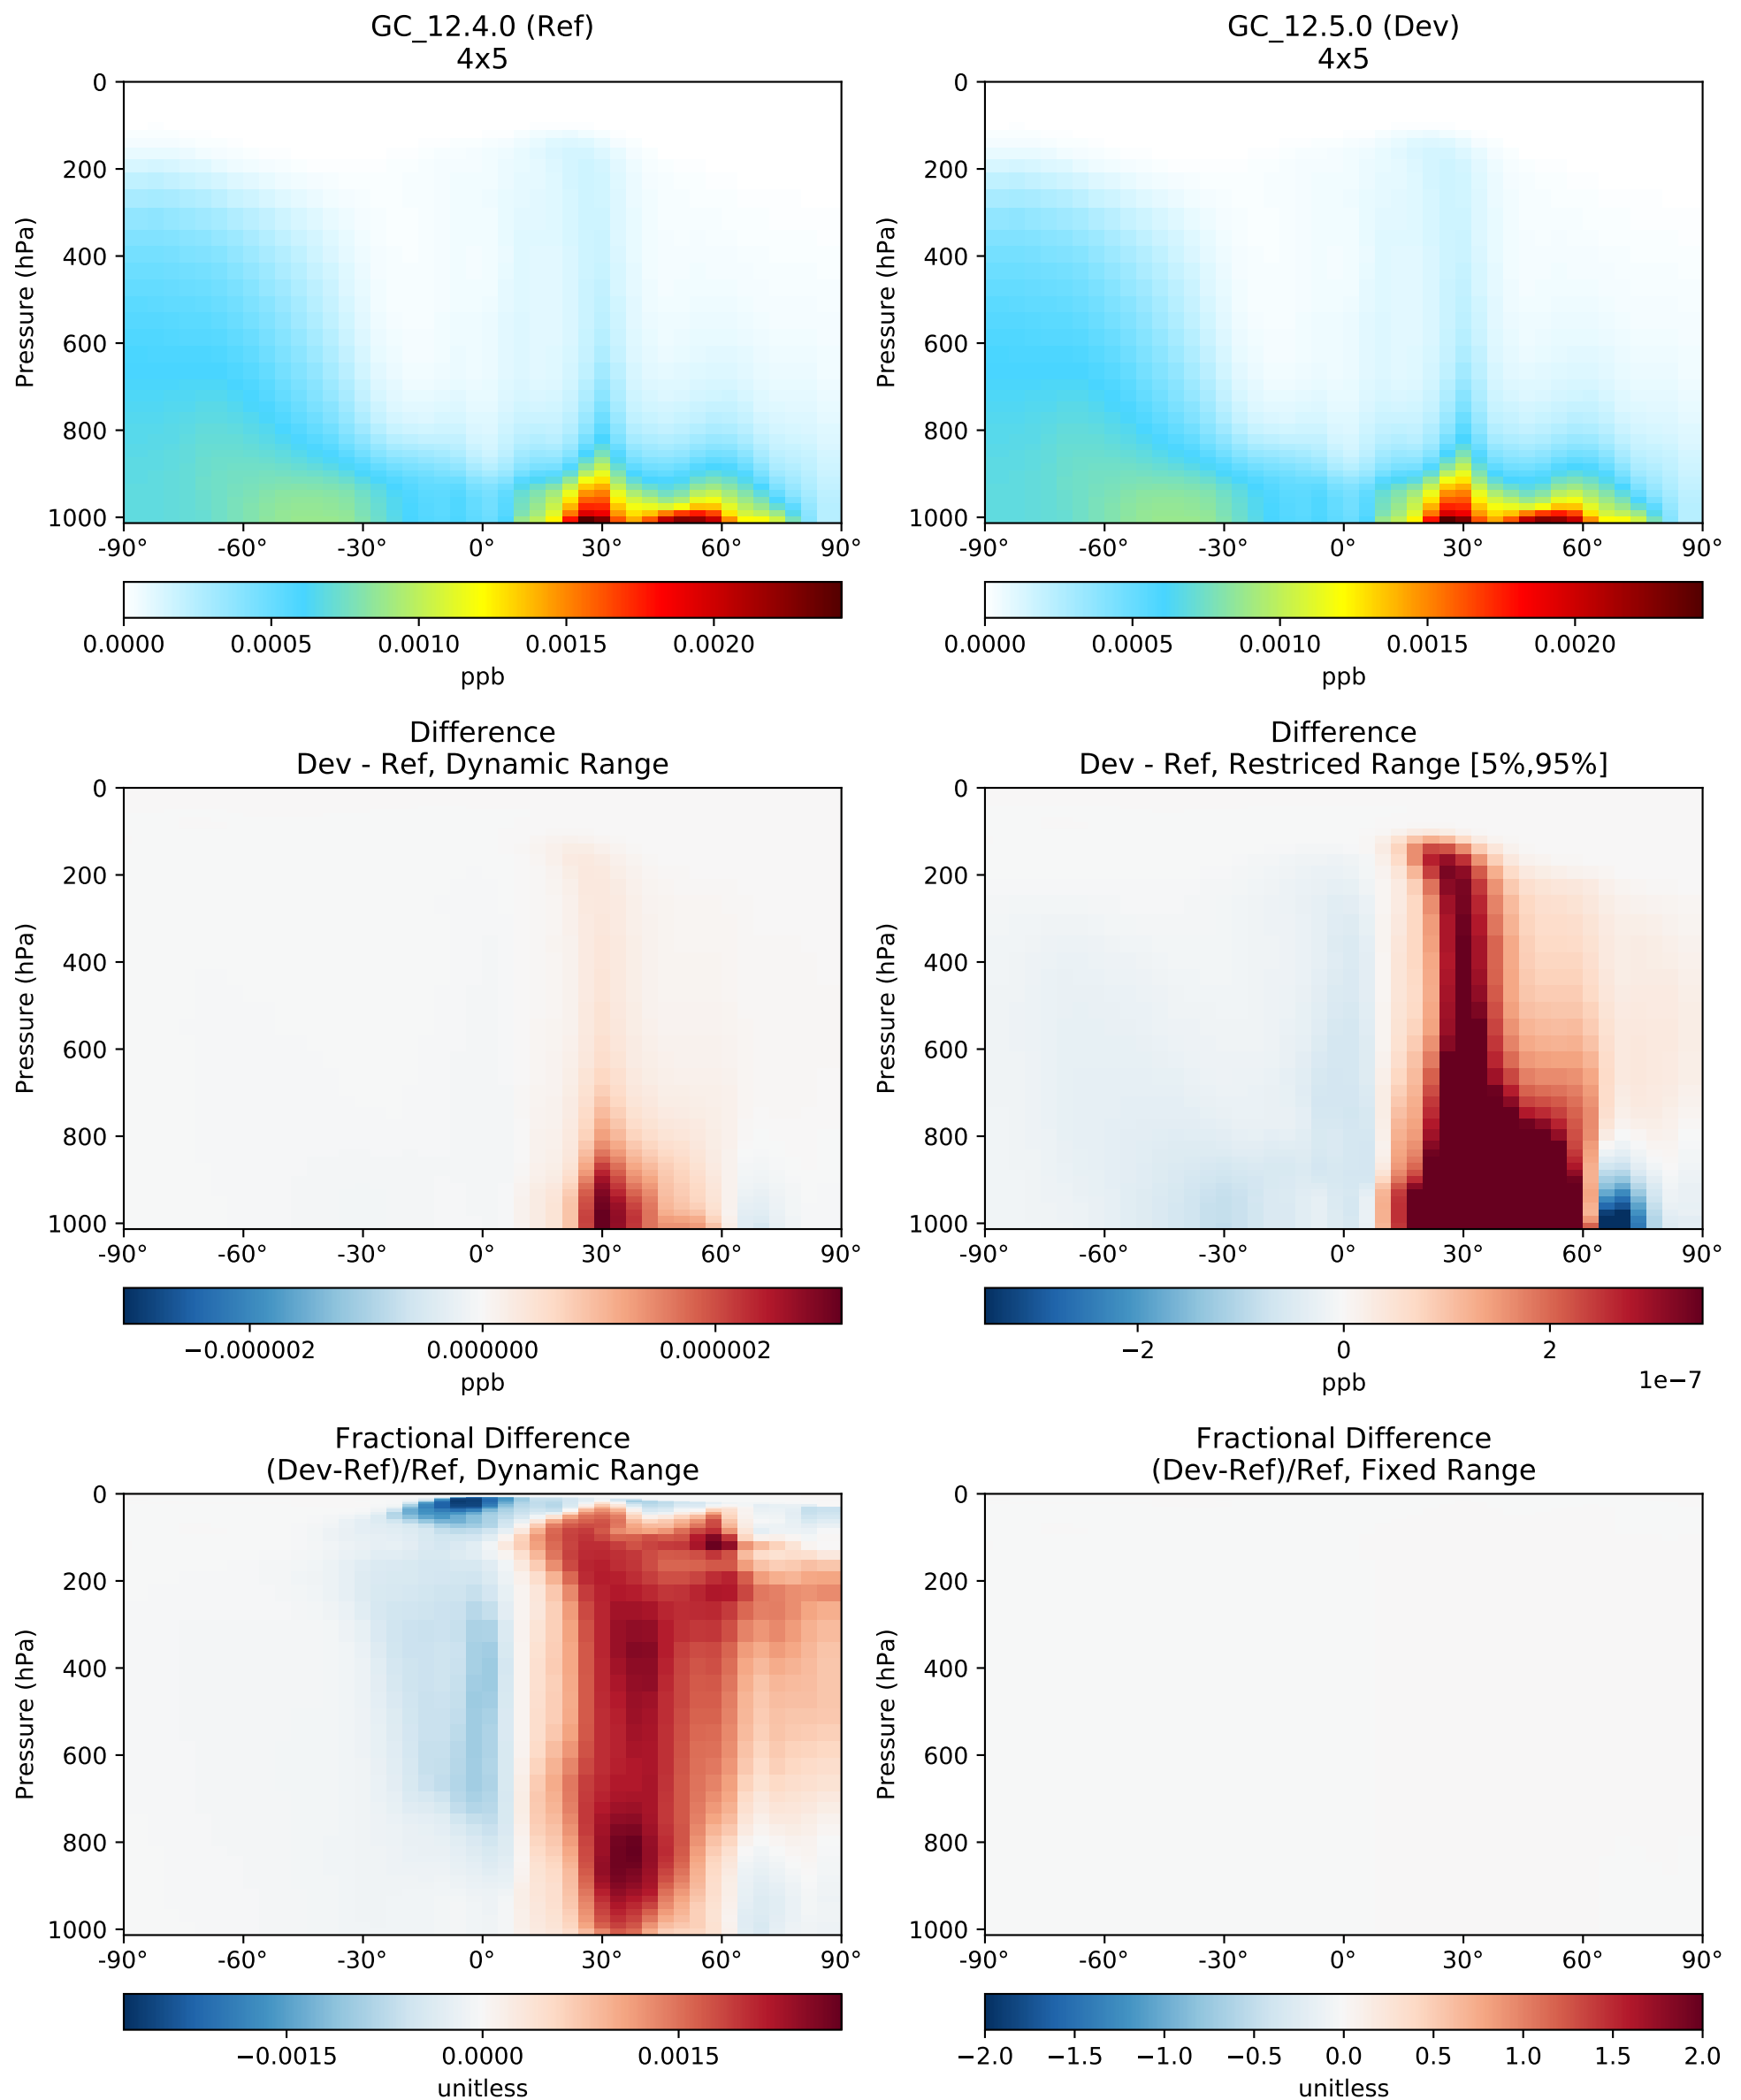 GC_12.4.0 (Ref)
4x5
GC_12.5.0 (Dev)
4x5
Pressure (hPa)
0
200
400
600
800
1000
-90° -60° -30° 0° 30° 60° 90°
0.0000 0.0005 0.0010 0.0015 0.0020
ppb
Pressure (hPa)
0
200
400
600
800
1000
-90° -60° -30° 0° 30° 60° 90°
0.0000 0.0005 0.0010 0.0015 0.0020
ppb
Difference
Dev - Ref, Dynamic Range
Pressure (hPa)
0
200
400
600
800
1000
-90° -60° -30° 0° 30° 60° 90°
−0.000002 0.000000 0.000002
ppb
Difference
Dev - Ref, Restriced Range [5%,95%]
Pressure (hPa)
0
200
400
600
800
1000
-90° -60° -30° 0° 30° 60° 90°
−2 0 2
ppb
1e−7
Fractional Difference
(Dev-Ref)/Ref, Dynamic Range
Pressure (hPa)
0
200
400
600
800
1000
-90° -60° -30° 0° 30° 60° 90°
−0.0015 0.0000 0.0015
unitless
Fractional Difference
(Dev-Ref)/Ref, Fixed Range
Pressure (hPa)
0
200
400
600
800
1000
-90° -60° -30° 0° 30° 60° 90°
−2.0 −1.5 −1.0 −0.5 0.0 0.5 1.0 1.5 2.0
unitless